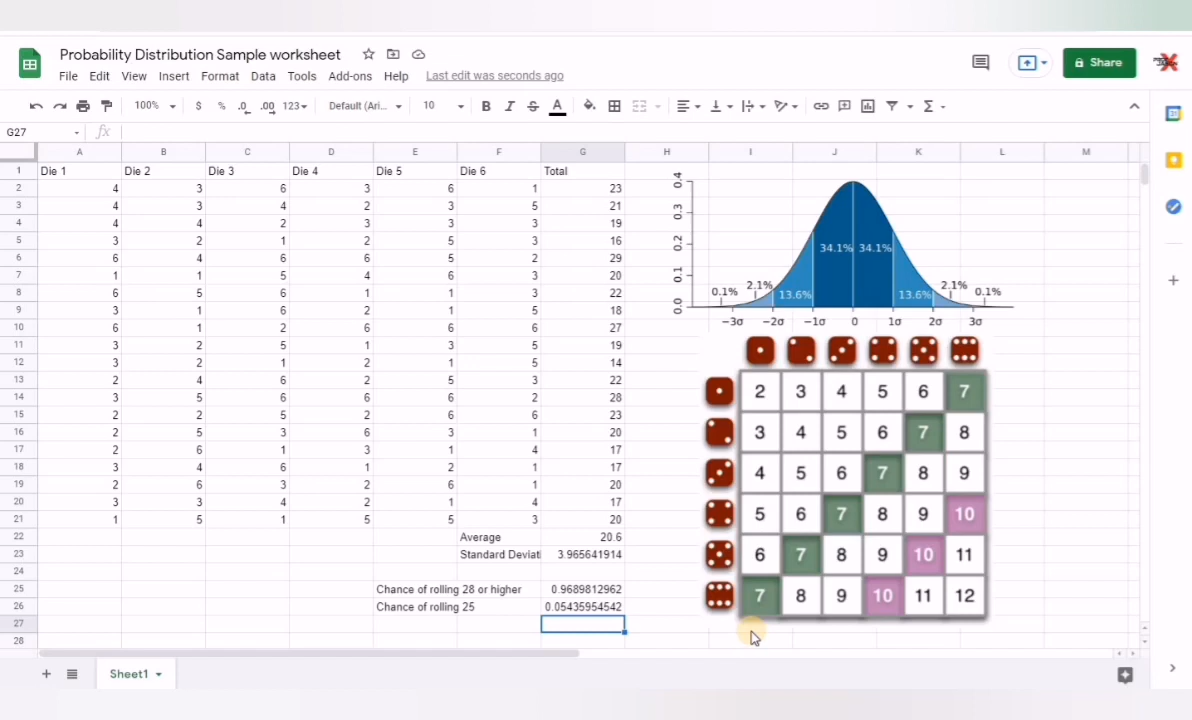 Probability Distribution Sample worksheet
File Edit View Insert Format Data Tools Add-ons Help Last edit was seconds ago
Share
100% $ % .0 .00 123 Default (Ari... 10 B I S A Σ
G27 fx
A B C D E F G H I J K L M
1 Die 1 Die 2 Die 3 Die 4 Die 5 Die 6 Total
2 4 3 6 3 6 1 23
3 4 3 4 2 3 5 21
4 4 4 2 3 3 3 19
5 3 2 1 2 5 3 16
6 6 4 6 6 5 2 29
7 1 1 5 4 6 3 20
8 6 5 6 1 1 3 22
9 3 1 6 2 1 5 18
10 6 1 2 6 6 6 27
11 3 2 5 1 3 5 19
12 3 2 1 2 1 5 14
13 2 4 6 2 5 3 22
14 3 5 6 6 6 2 28
15 2 2 5 2 6 6 23
16 2 5 3 6 3 1 20
17 2 6 1 3 1 4 17
18 3 4 6 1 2 1 17
19 2 6 3 2 6 1 20
20 3 3 4 2 1 4 17
21 1 5 1 5 5 3 20
22 Average 20.6
23 Standard Deviati 3.965641914
24
25 Chance of rolling 28 or higher 0.9689812962
26 Chance of rolling 25 0.05435954542
27
28
0.4
0.3
0.2
0.1
0.0
34.1% 34.1%
0.1% 2.1% 13.6% 13.6% 2.1% 0.1%
−3σ −2σ −1σ 0 1σ 2σ 3σ
2 3 4 5 6 7
3 4 5 6 7 8
4 5 6 7 8 9
5 6 7 8 9 10
6 7 8 9 10 11
7 8 9 10 11 12
Sheet1